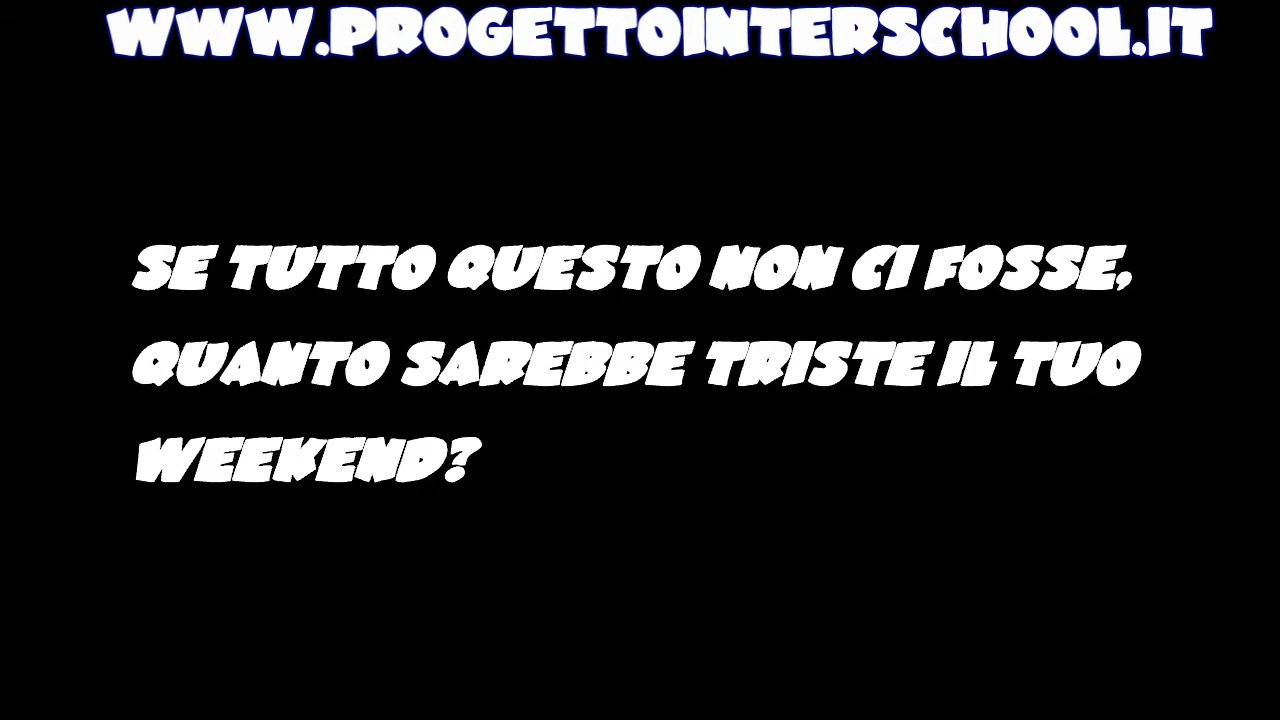 WWW.PROGETTOINTERSCHOOL.IT
SE TUTTO QUESTO NON CI FOSSE,
QUANTO SAREBBE TRISTE IL TUO
WEEKEND?